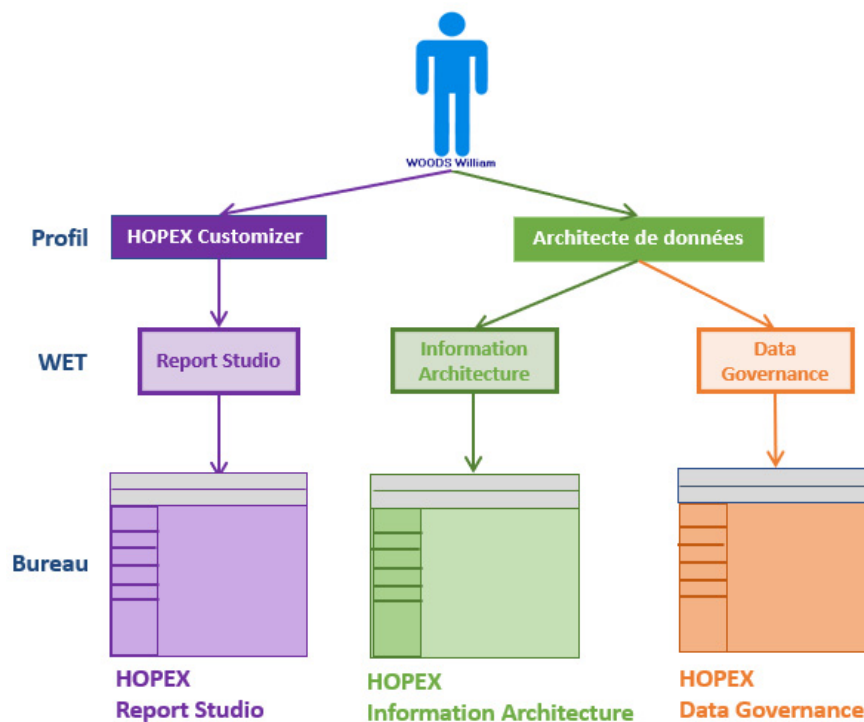 WOODS William
Profil
HOPEX Customizer
Architecte de données
WET
Report Studio
Information
Architecture
Data
Governance
Bureau
HOPEX
Report Studio
HOPEX
Information Architecture
HOPEX
Data Governance